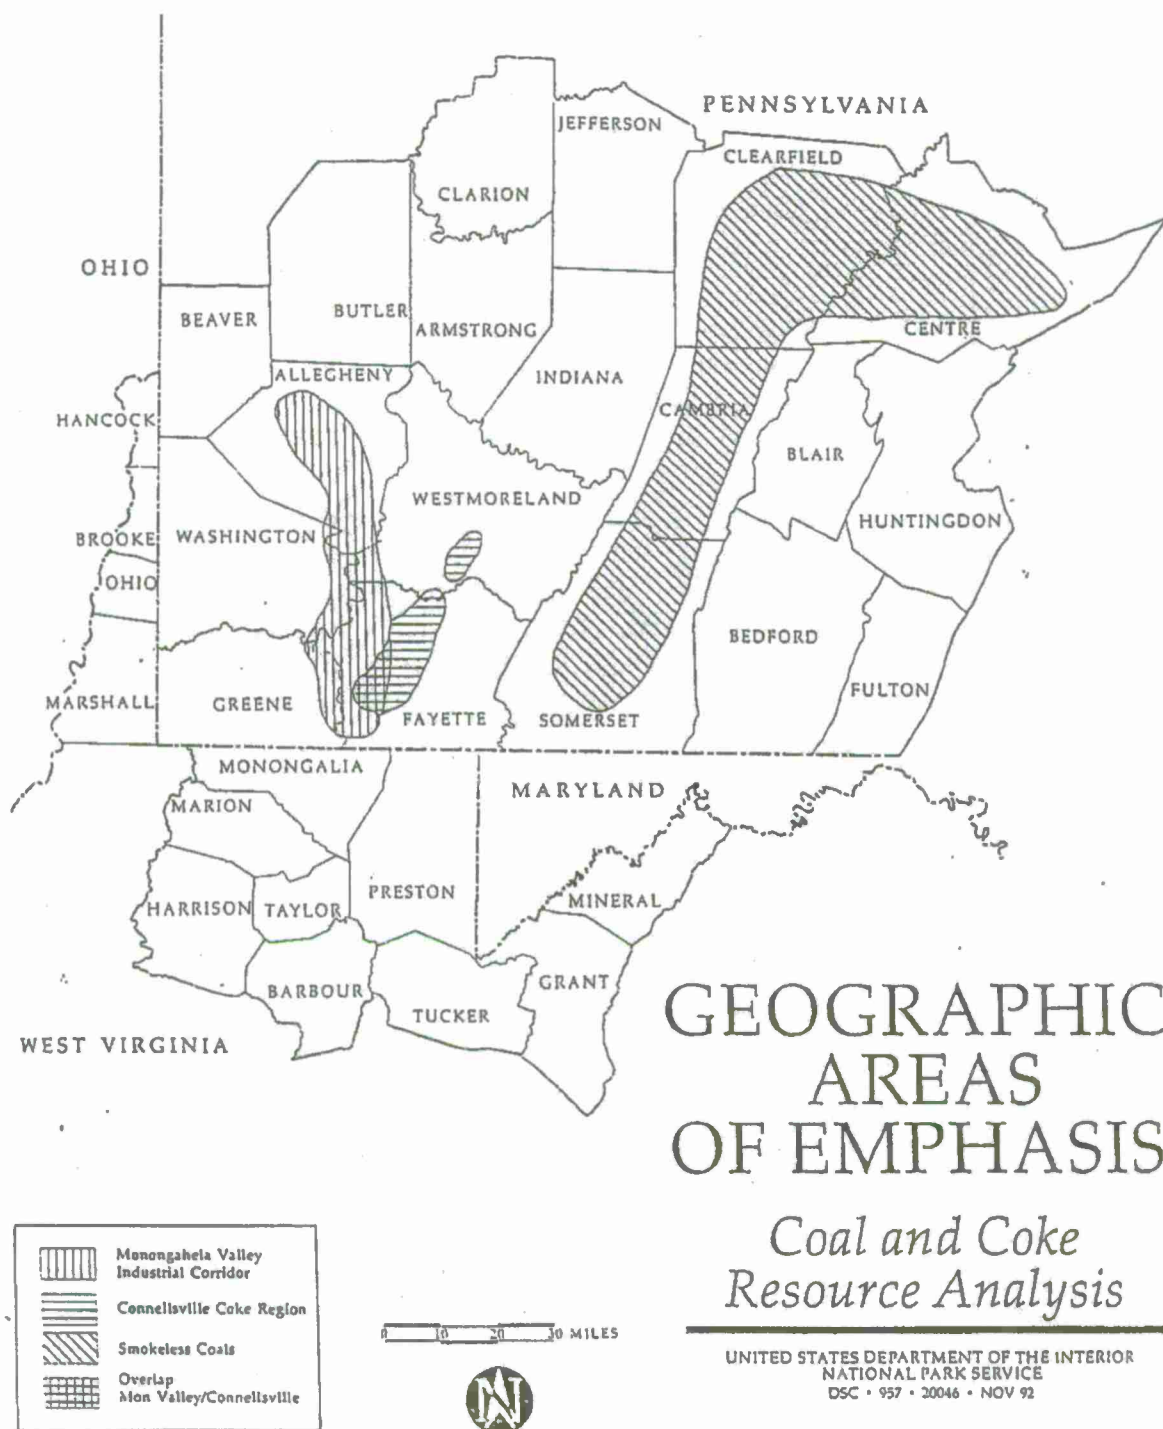 PENNSYLVANIA
JEFFERSON
CLEARFIELD
CLARION
OHIO
BEAVER
BUTLER
ARMSTRONG
CENTRE
ALLEGHENY
INDIANA
HANCOCK
CAMBRIA
BLAIR
WESTMORELAND
HUNTINGDON
BROOKE
WASHINGTON
OHIO
BEDFORD
MARSHALL
GREENE
FAYETTE
SOMERSET
FULTON
MONONGALIA
MARYLAND
MARION
PRESTON
MINERAL
HARRISON
TAYLOR
GRANT
BARBOUR
TUCKER
WEST VIRGINIA
GEOGRAPHIC
AREAS
OF EMPHASIS
Coal and Coke
Resource Analysis
UNITED STATES DEPARTMENT OF THE INTERIOR
NATIONAL PARK SERVICE
DSC • 957 • 20046 • NOV 92
Monongahela Valley
Industrial Corridor
Connellsville Coke Region
Smokeless Coals
Overlap
Mon Valley/Connellsville
0 10 20 30 MILES
N